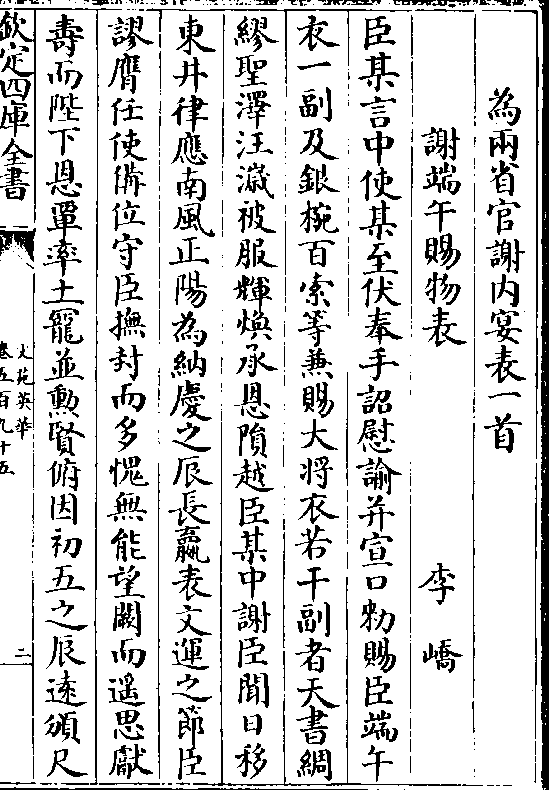 為兩省官謝内宴表一首
謝端午賜物表 李嶠
臣某言中使某至伏奉手詔慰諭并宣口勅賜臣端午
衣一副及銀椀百索等兼賜大将衣若干副者天書綢
繆聖澤汪濊被服輝煥承恩隕越臣某中謝臣聞日移
東井律應南風正陽為納慶之辰長嬴表文運之節臣
謬膺任使備位守臣撫封而多愧無能望闕而遥思獻
壽而陛下恩覃率土寵並勲賢俯因初五之辰逺頒尺
欽定四庫全書
文苑英華
卷五百九十五
二